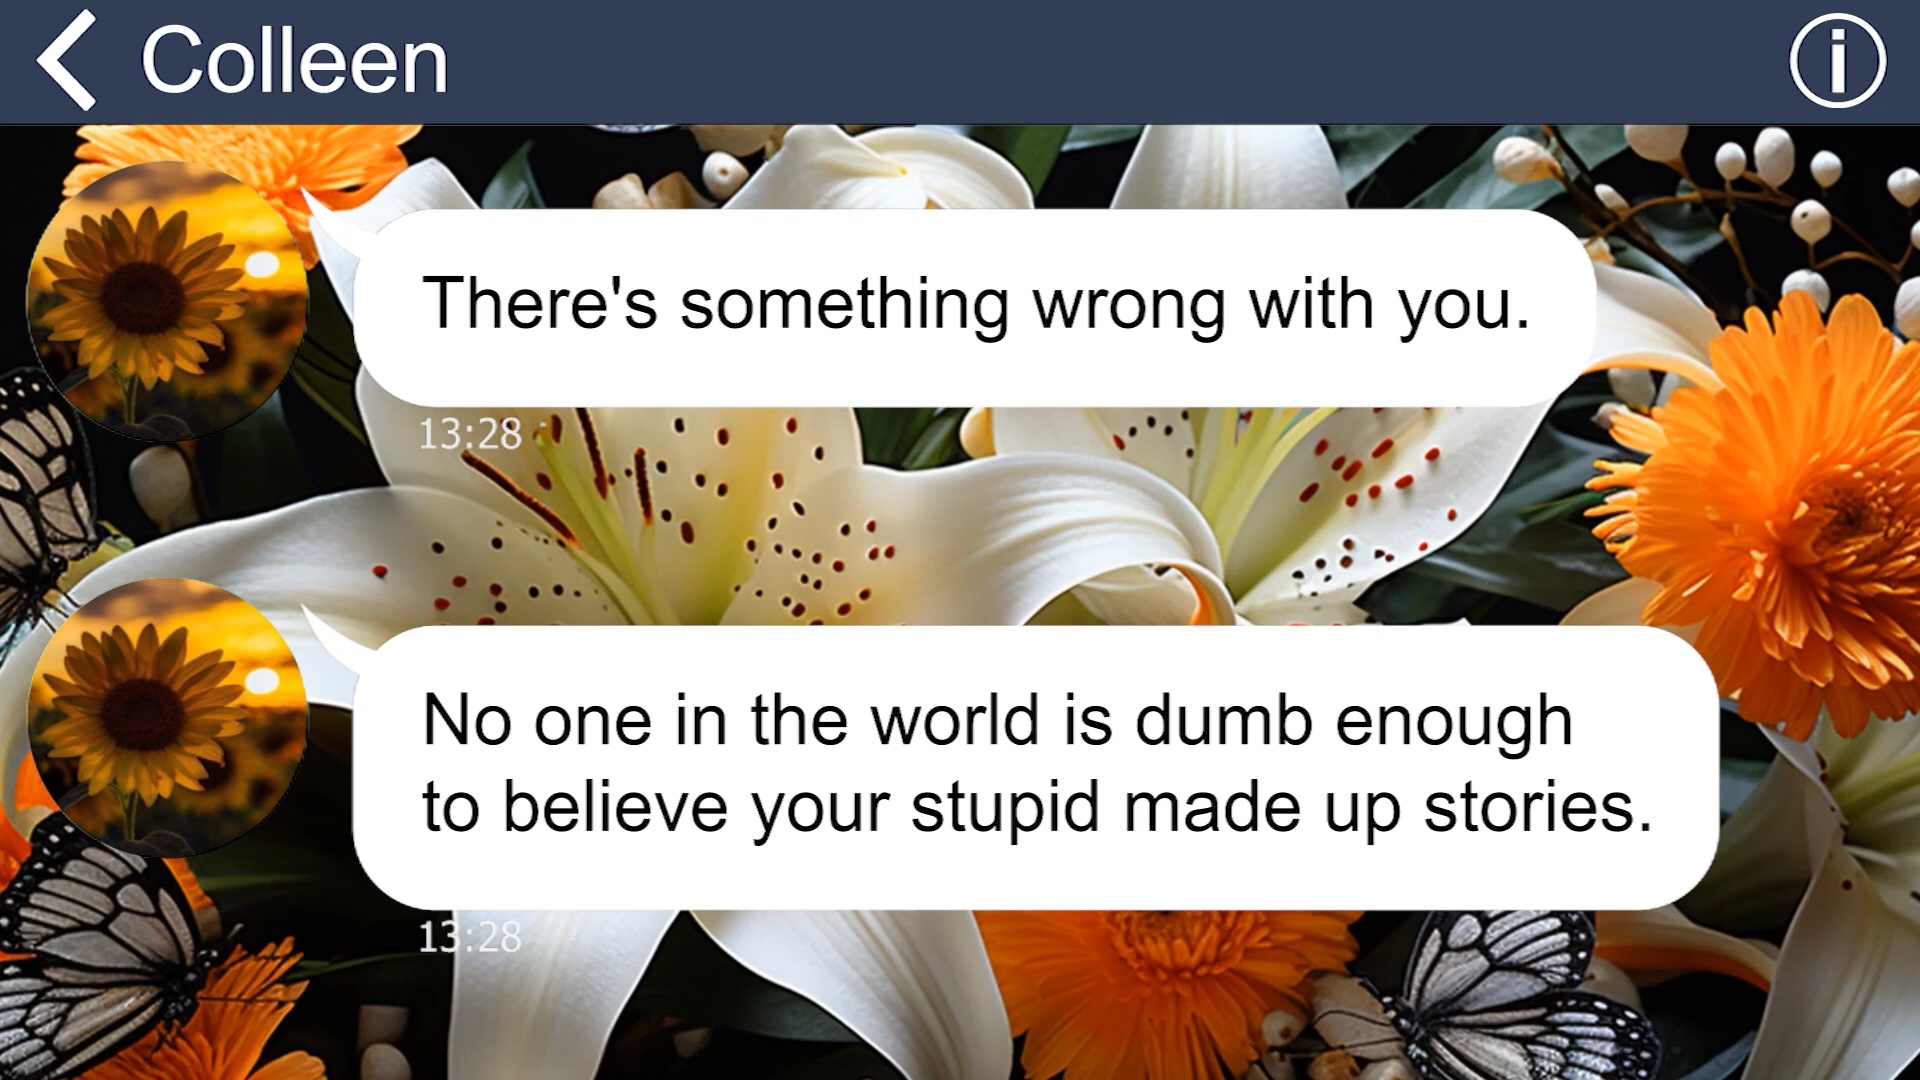 Colleen
There's something wrong with you.
13:28
No one in the world is dumb enough
to believe your stupid made up stories.
13:28